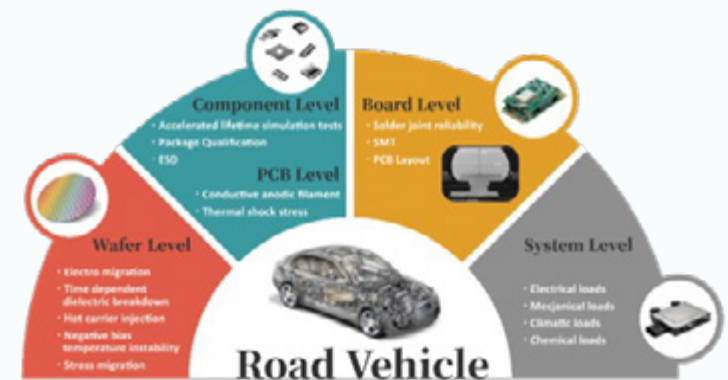 Component Level
· Accelerated lifetime simulation tests
· Package Qualification
· ESD
PCB Level
· Conductive anodic filament
· Thermal shock stress
Board Level
· Solder joint reliability
· SMT
· PCB Layout
Wafer Level
· Electro migration
· Time dependent
dielectric breakdown
· Hot carrier injection
· Negative bias
temperature instability
· Stress migration
System Level
· Electrical loads
· Mecjanical loads
· Climatic loads
· Chemical loads
Road Vehicle